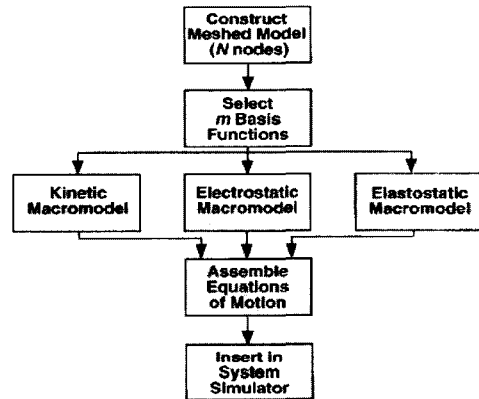 Construct
Meshed Model
(N nodes)
Select
m Basis
Functions
Kinetic
Macromodel
Electrostatic
Macromodel
Elastostatic
Macromodel
Assemble
Equations
of Motion
Insert in
System
Simulator